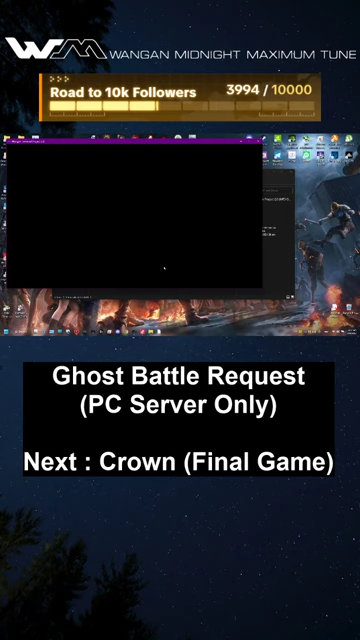 WM WANGAN MIDNIGHT MAXIMUM TUNE
Road to 10k Followers
3994 / 10000
Ghost Battle Request
(PC Server Only)
Next : Crown (Final Game)